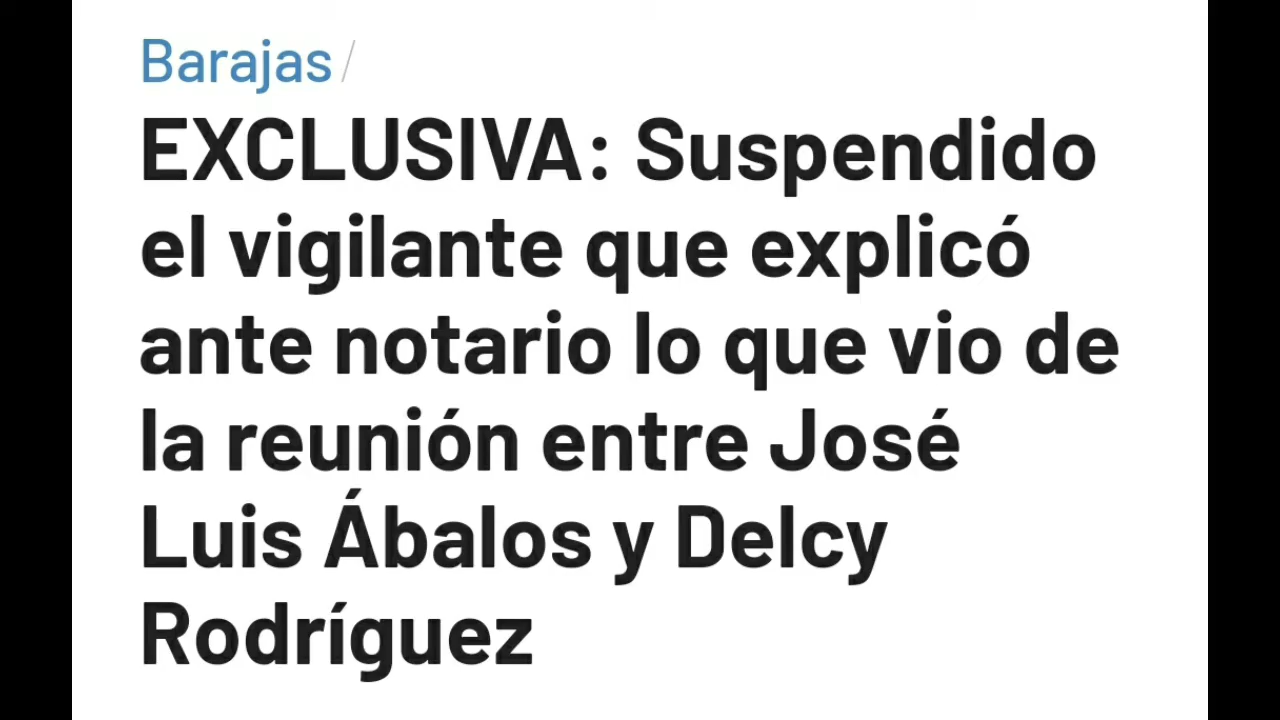 Barajas /
EXCLUSIVA: Suspendido
el vigilante que explicó
ante notario lo que vio de
la reunión entre José
Luis Ábalos y Delcy
Rodríguez